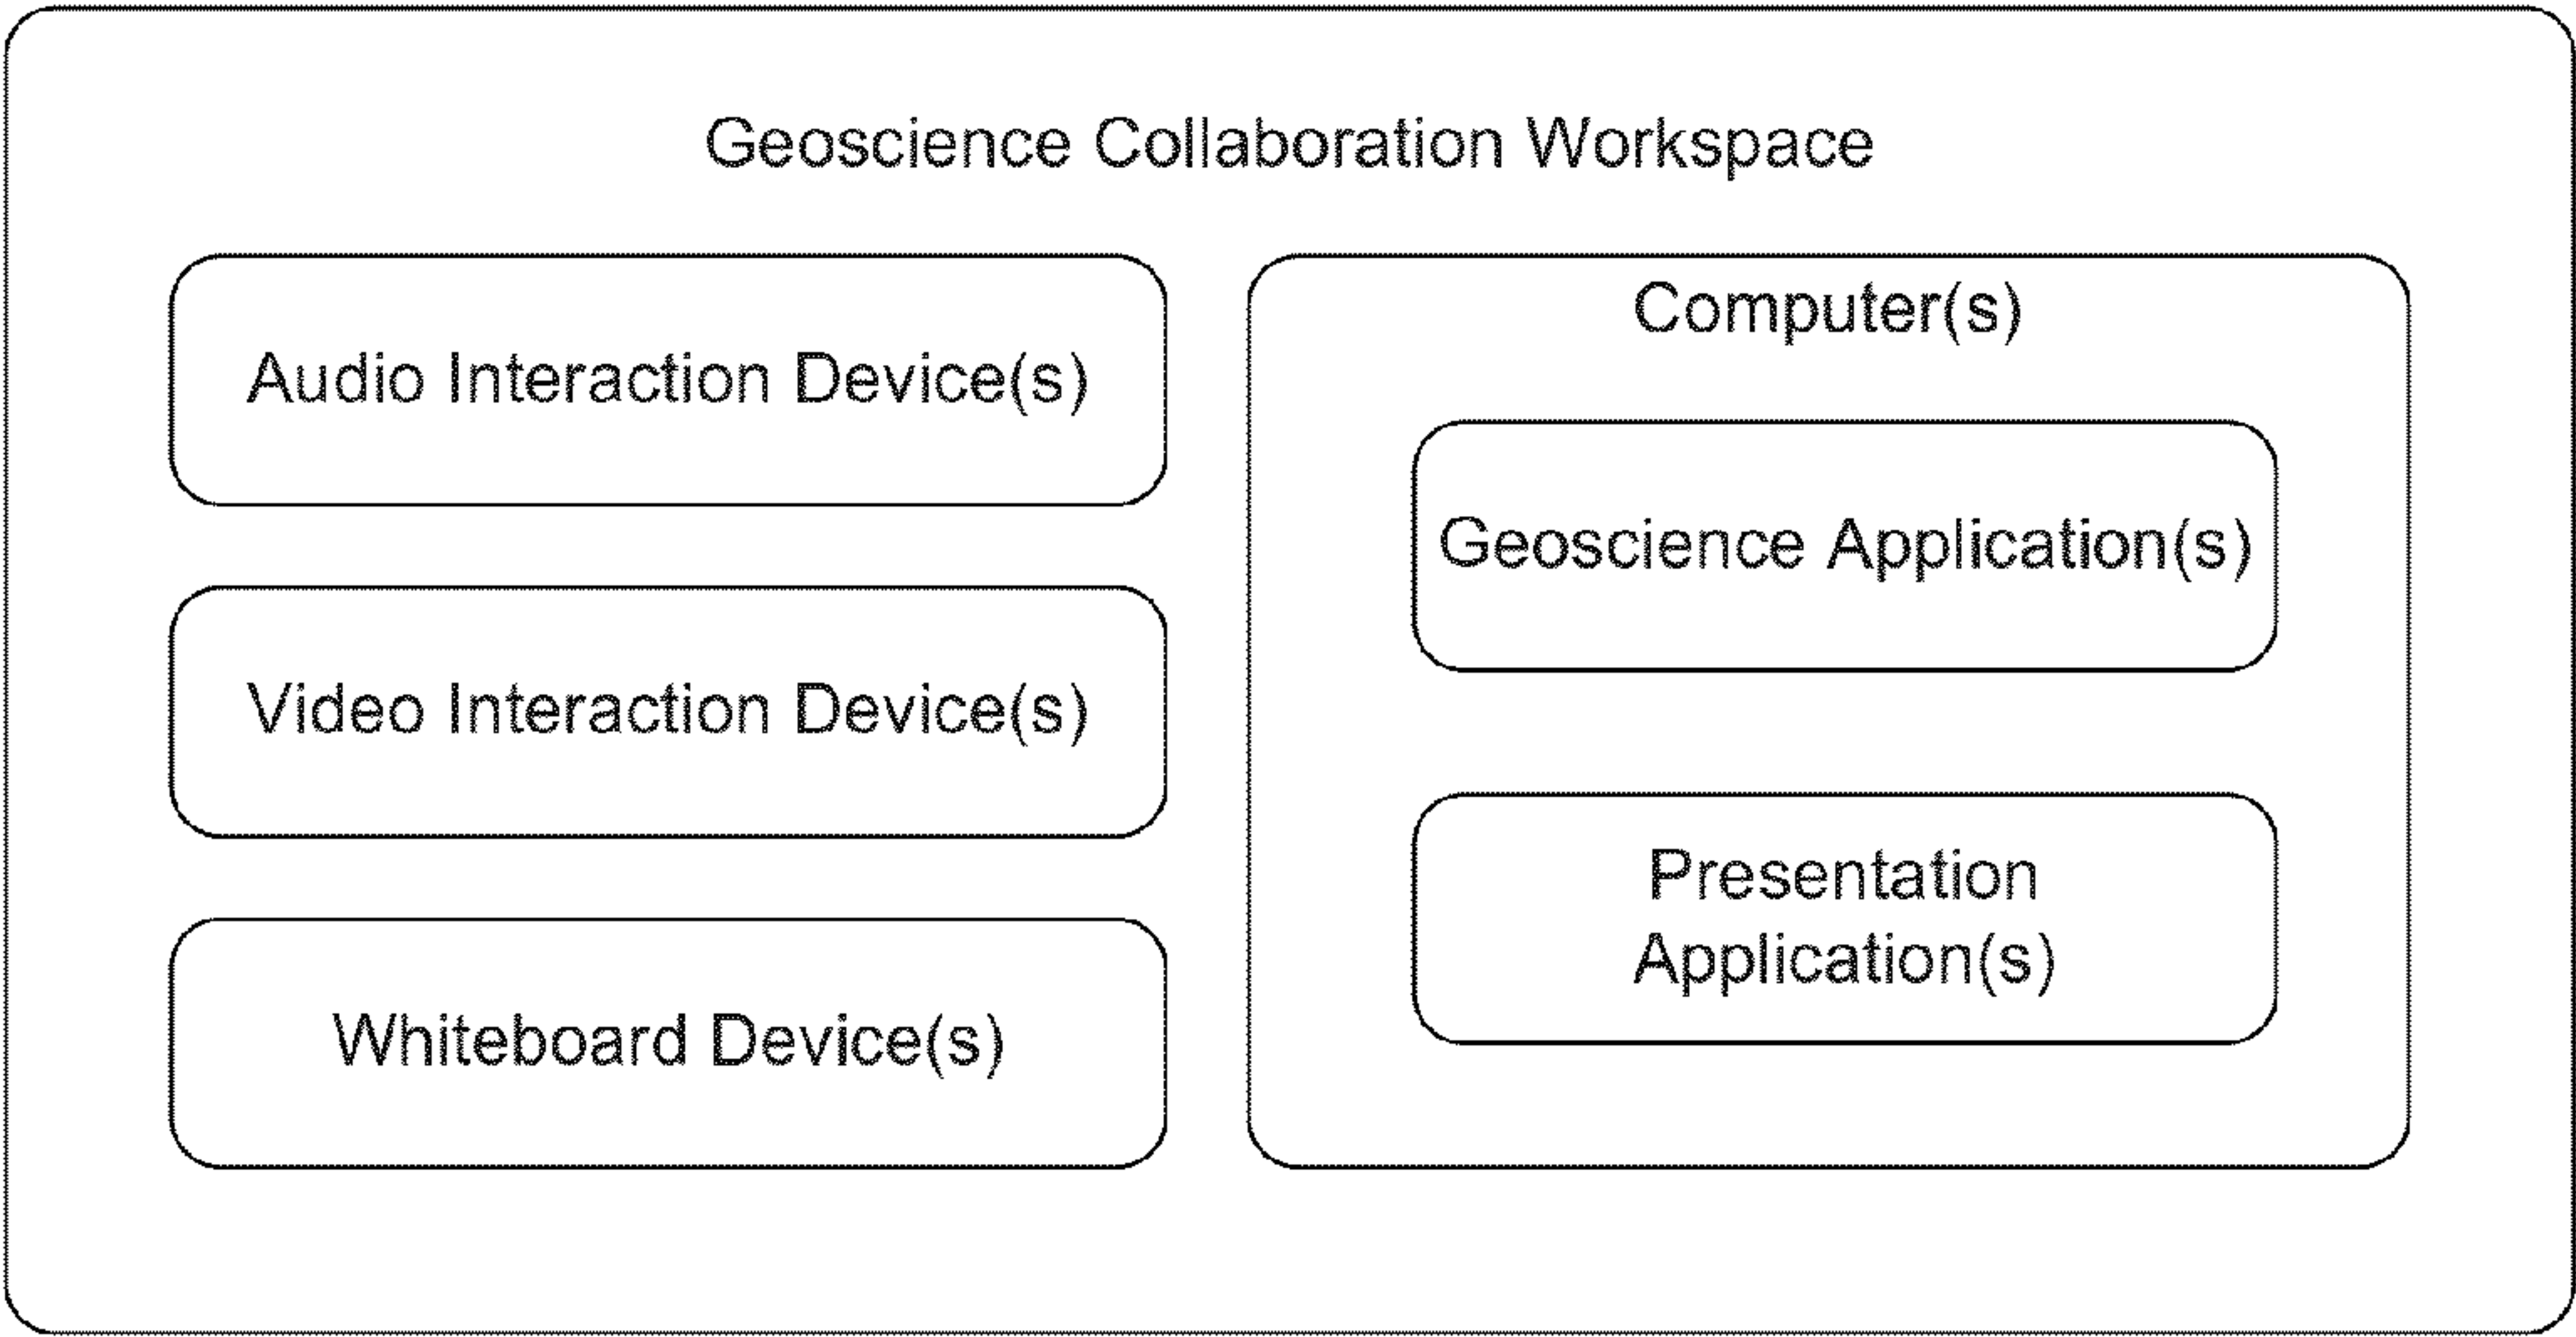 Geoscience Collaboration Workspace
Audio Interaction Device(s)
Video Interaction Device(s)
Whiteboard Device(s)
Computer(s)
Geoscience Application(s)
Presentation
Application(s)